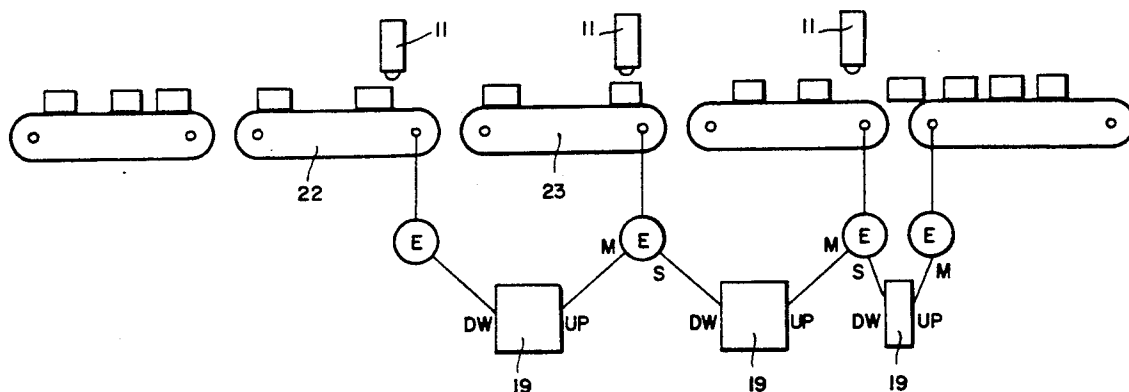 11 11 11
22 23
E E E E
M S M S M
DW UP DW UP DW UP
19 19 19